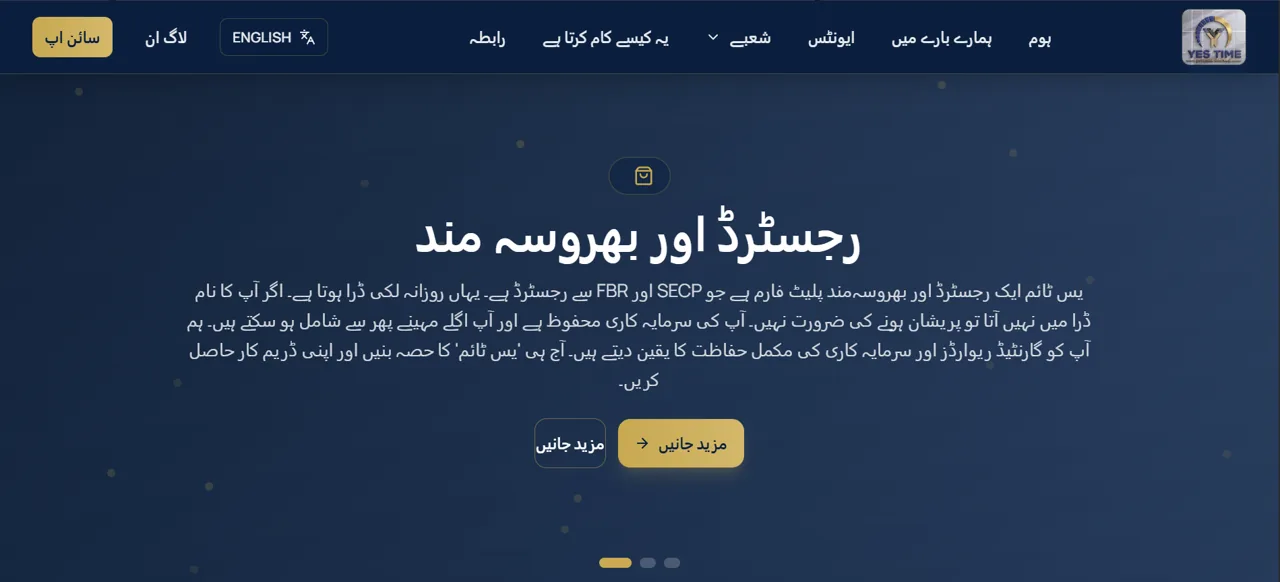 YES TIME
ہوم
ہمارے بارے میں
ایونٹس
شعبے
یہ کیسے کام کرتا ہے
رابطہ
ENGLISH
لاگ ان
سائن اپ
رجسٹرڈ اور بھروسہ مند
یس ٹائم ایک رجسٹرڈ اور بھروسہ‌مند پلیٹ فارم ہے جو SECP اور FBR سے رجسٹرڈ ہے۔ یہاں روزانہ لکی ڈرا ہوتا ہے۔ اگر آپ کا نام
ڈرا میں نہیں آتا تو پریشان ہونے کی ضرورت نہیں۔ آپ کی سرمایہ کاری محفوظ ہے اور آپ اگلے مہینے پھر سے شامل ہو سکتے ہیں۔ ہم
آپ کو گارنٹیڈ ریوارڈز اور سرمایہ کاری کی مکمل حفاظت کا یقین دیتے ہیں۔ آج ہی 'یس ٹائم' کا حصہ بنیں اور اپنی ڈریم کار حاصل
کریں۔
مزید جانیں
مزید جانیں